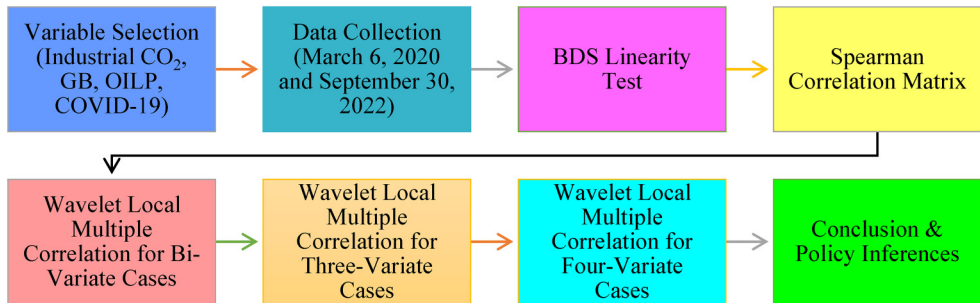 Variable Selection
(Industrial CO₂,
GB, OILP,
COVID-19)
Data Collection
(March 6, 2020
and September 30,
2022)
BDS Linearity
Test
Spearman
Correlation Matrix
Wavelet Local
Multiple
Correlation for Bi-
Variate Cases
Wavelet Local
Multiple
Correlation for
Three-Variate
Cases
Wavelet Local
Multiple
Correlation for
Four-Variate
Cases
Conclusion &
Policy Inferences